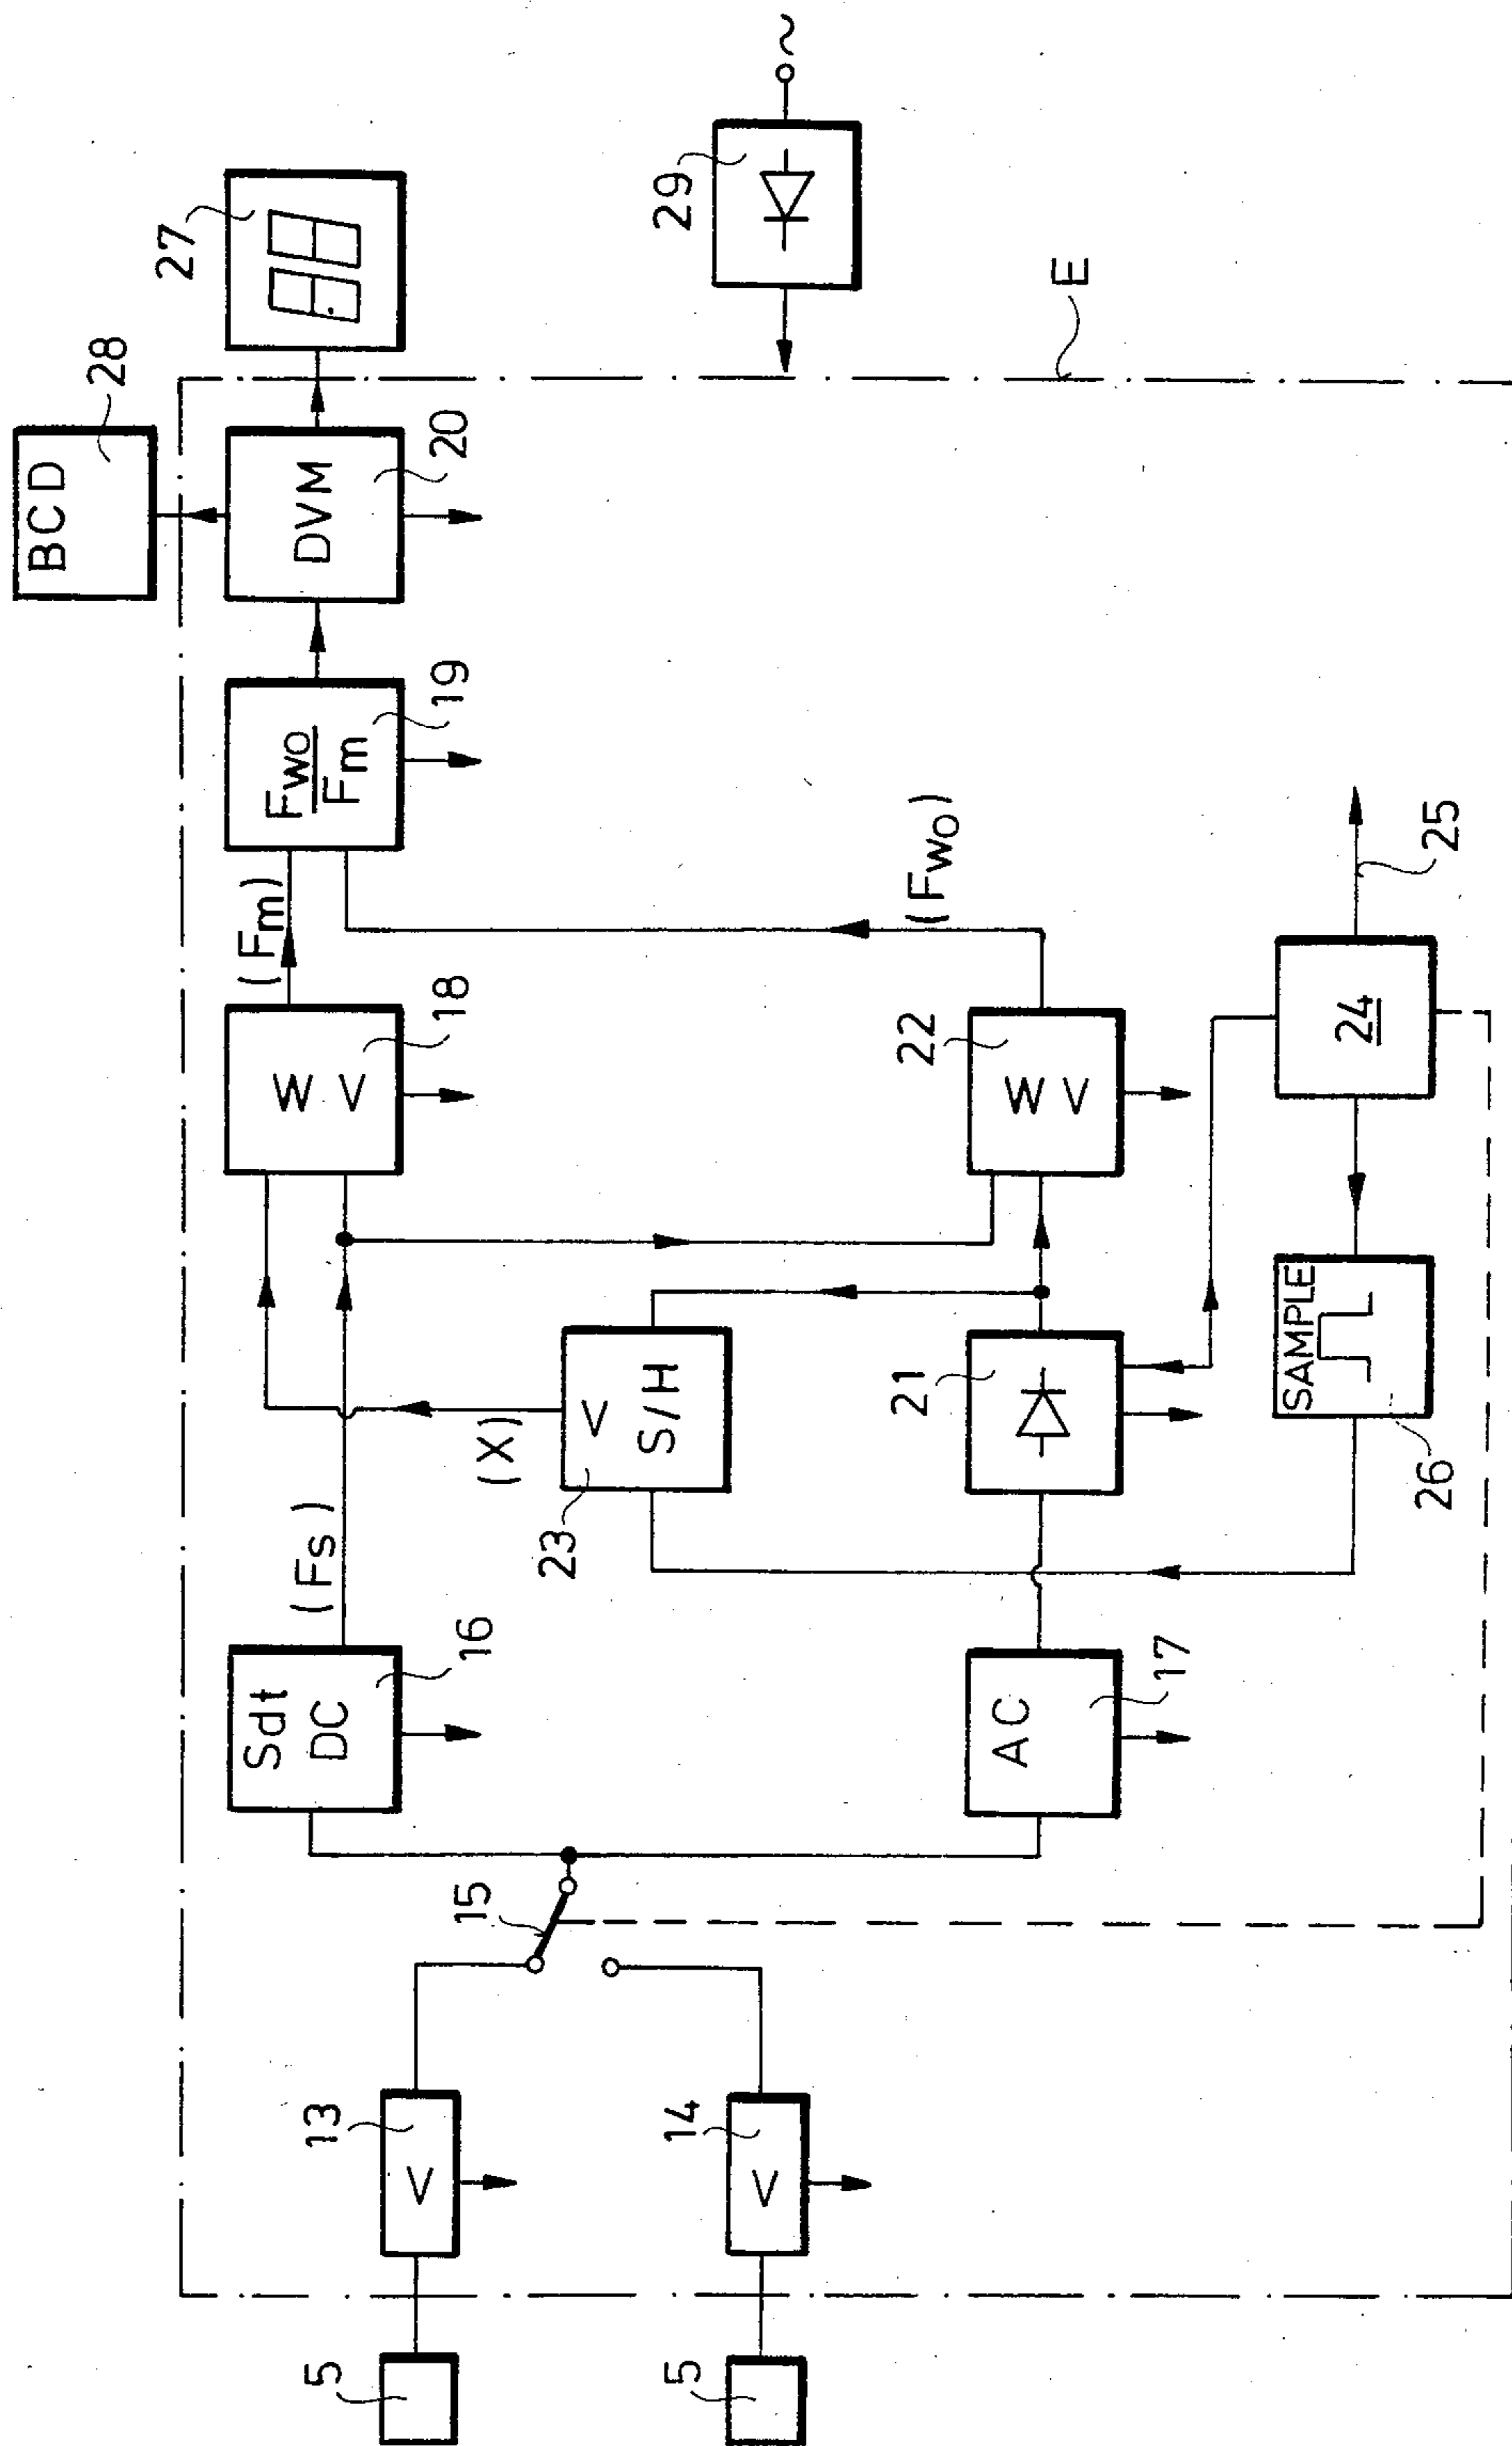 5
5
13
V
14
V
15
Sdt
DC
16
AC
17
(Fs)
23
V
S/H
(X)
21
SAMPLE
26
W
V
18
W V
22
24
25
(Fm)
(Fwo)
Fwo
Fm
19
DVM
20
BCD
28
27
29
~
E